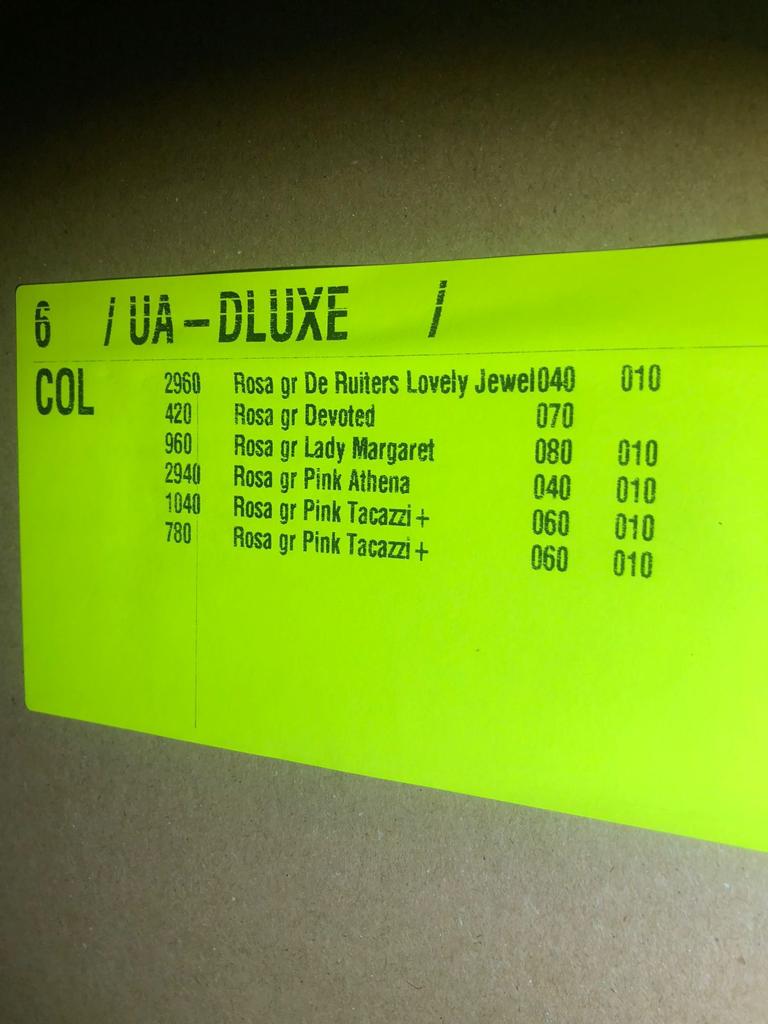 6 / UA - DLUXE /
COL 2960 Rosa gr De Ruiters Lovely Jewel 040 010
420 Rosa gr Devoted 070
960 Rosa gr Lady Margaret 080 010
2940 Rosa gr Pink Athena 040 010
1040 Rosa gr Pink Tacazzi+ 060 010
780 Rosa gr Pink Tacazzi+ 060 010